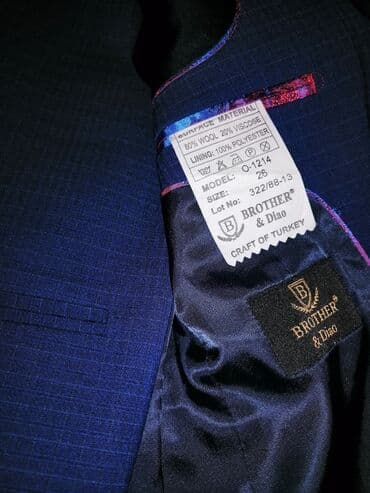 SURFACE MATERIAL
80% WOOL 20% VISCOSE
LINING: 100% POLYESTER
MODEL: O-1214
SIZE: 26
Lot No: 322/88-13
B
BROTHER®
& Diao
CRAFT OF TURKEY
B
BROTHER®
& Diao